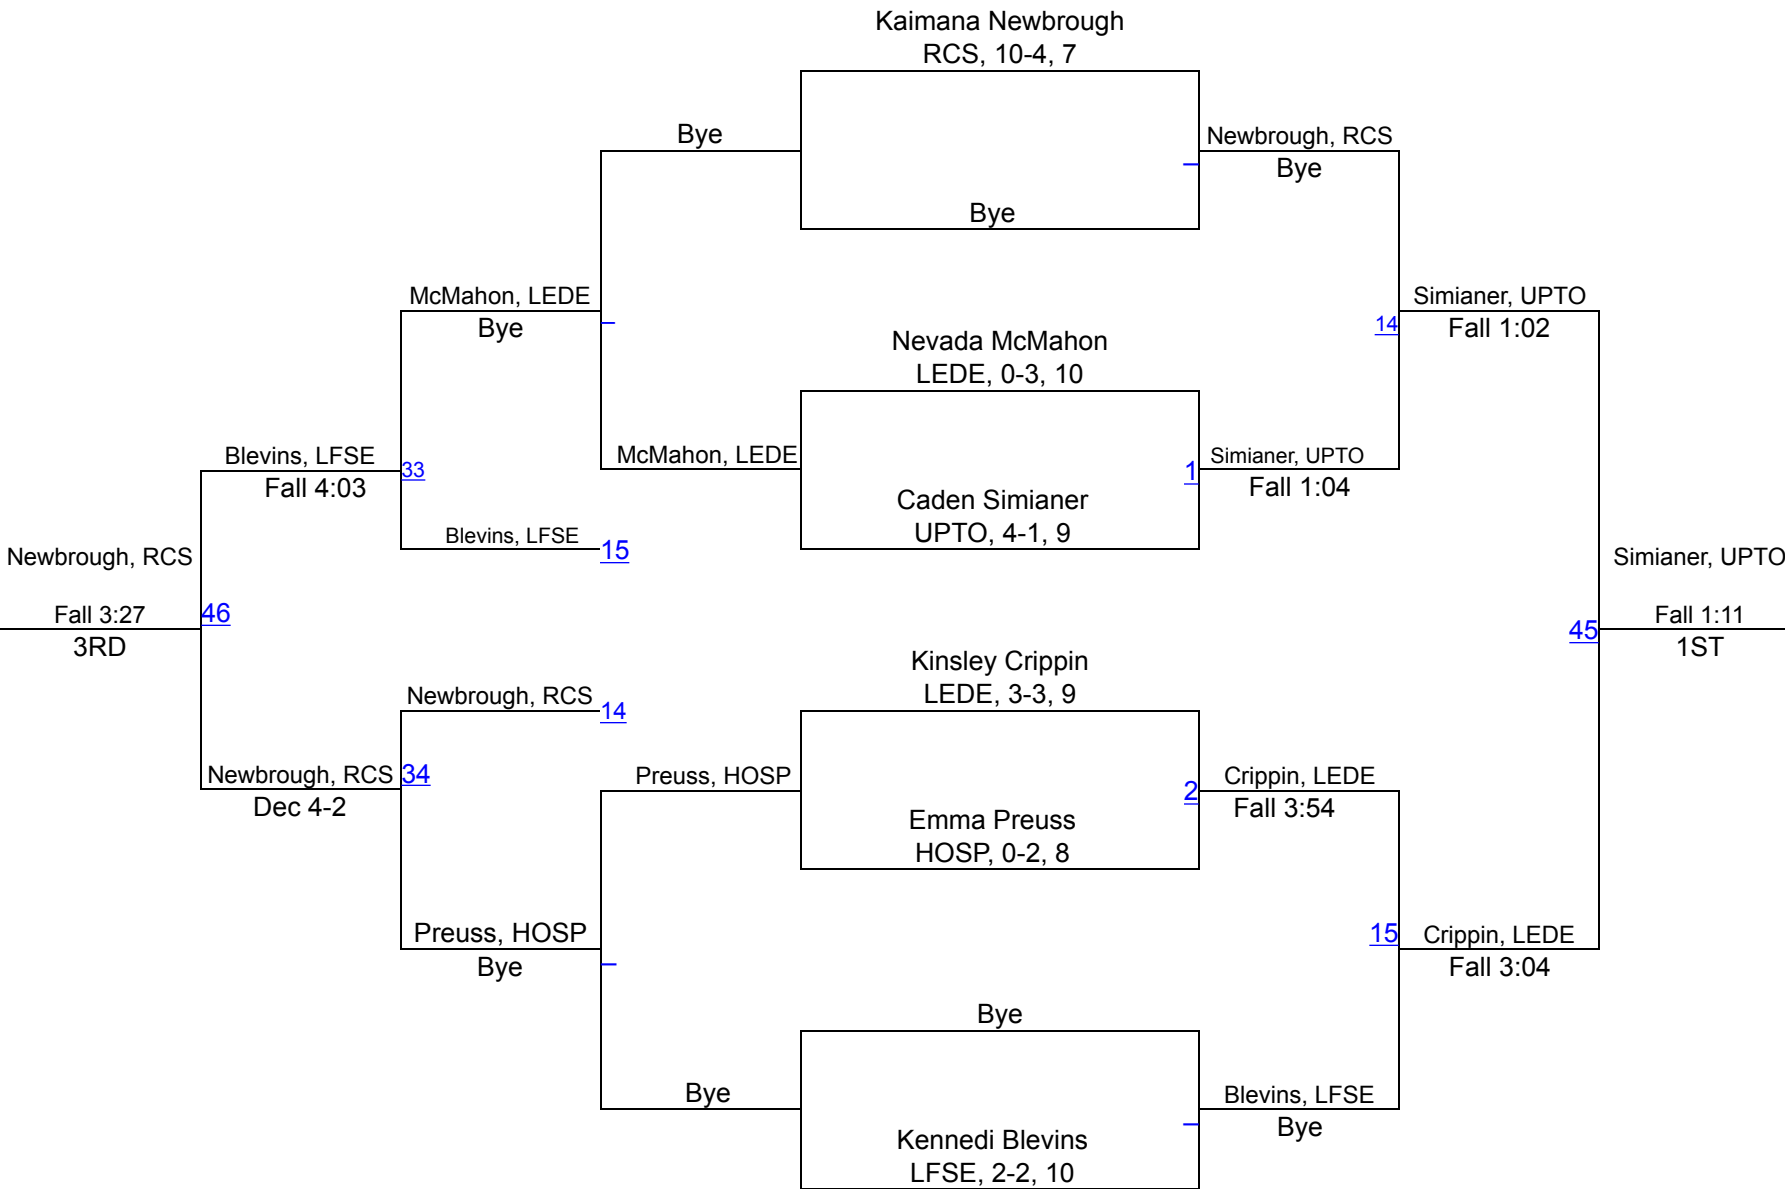 Kaimana Newbrough
RCS, 10-4, 7
Bye
Newbrough, RCS
Bye
Bye
McMahon, LEDE
Bye
Simianer, UPTO
14
Fall 1:02
Nevada McMahon
LEDE, 0-3, 10
Blevins, LFSE
33
Fall 4:03
McMahon, LEDE
1
Simianer, UPTO
Fall 1:04
Caden Simianer
UPTO, 4-1, 9
Blevins, LFSE
15
Newbrough, RCS
Simianer, UPTO
Fall 3:27
46
3RD
Fall 1:11
45
1ST
Kinsley Crippin
LEDE, 3-3, 9
Newbrough, RCS
14
Newbrough, RCS
34
Dec 4-2
Preuss, HOSP
2
Crippin, LEDE
Fall 3:54
Emma Preuss
HOSP, 0-2, 8
Preuss, HOSP
Bye
15
Crippin, LEDE
Fall 3:04
Bye
Bye
Blevins, LFSE
Bye
Kennedi Blevins
LFSE, 2-2, 10